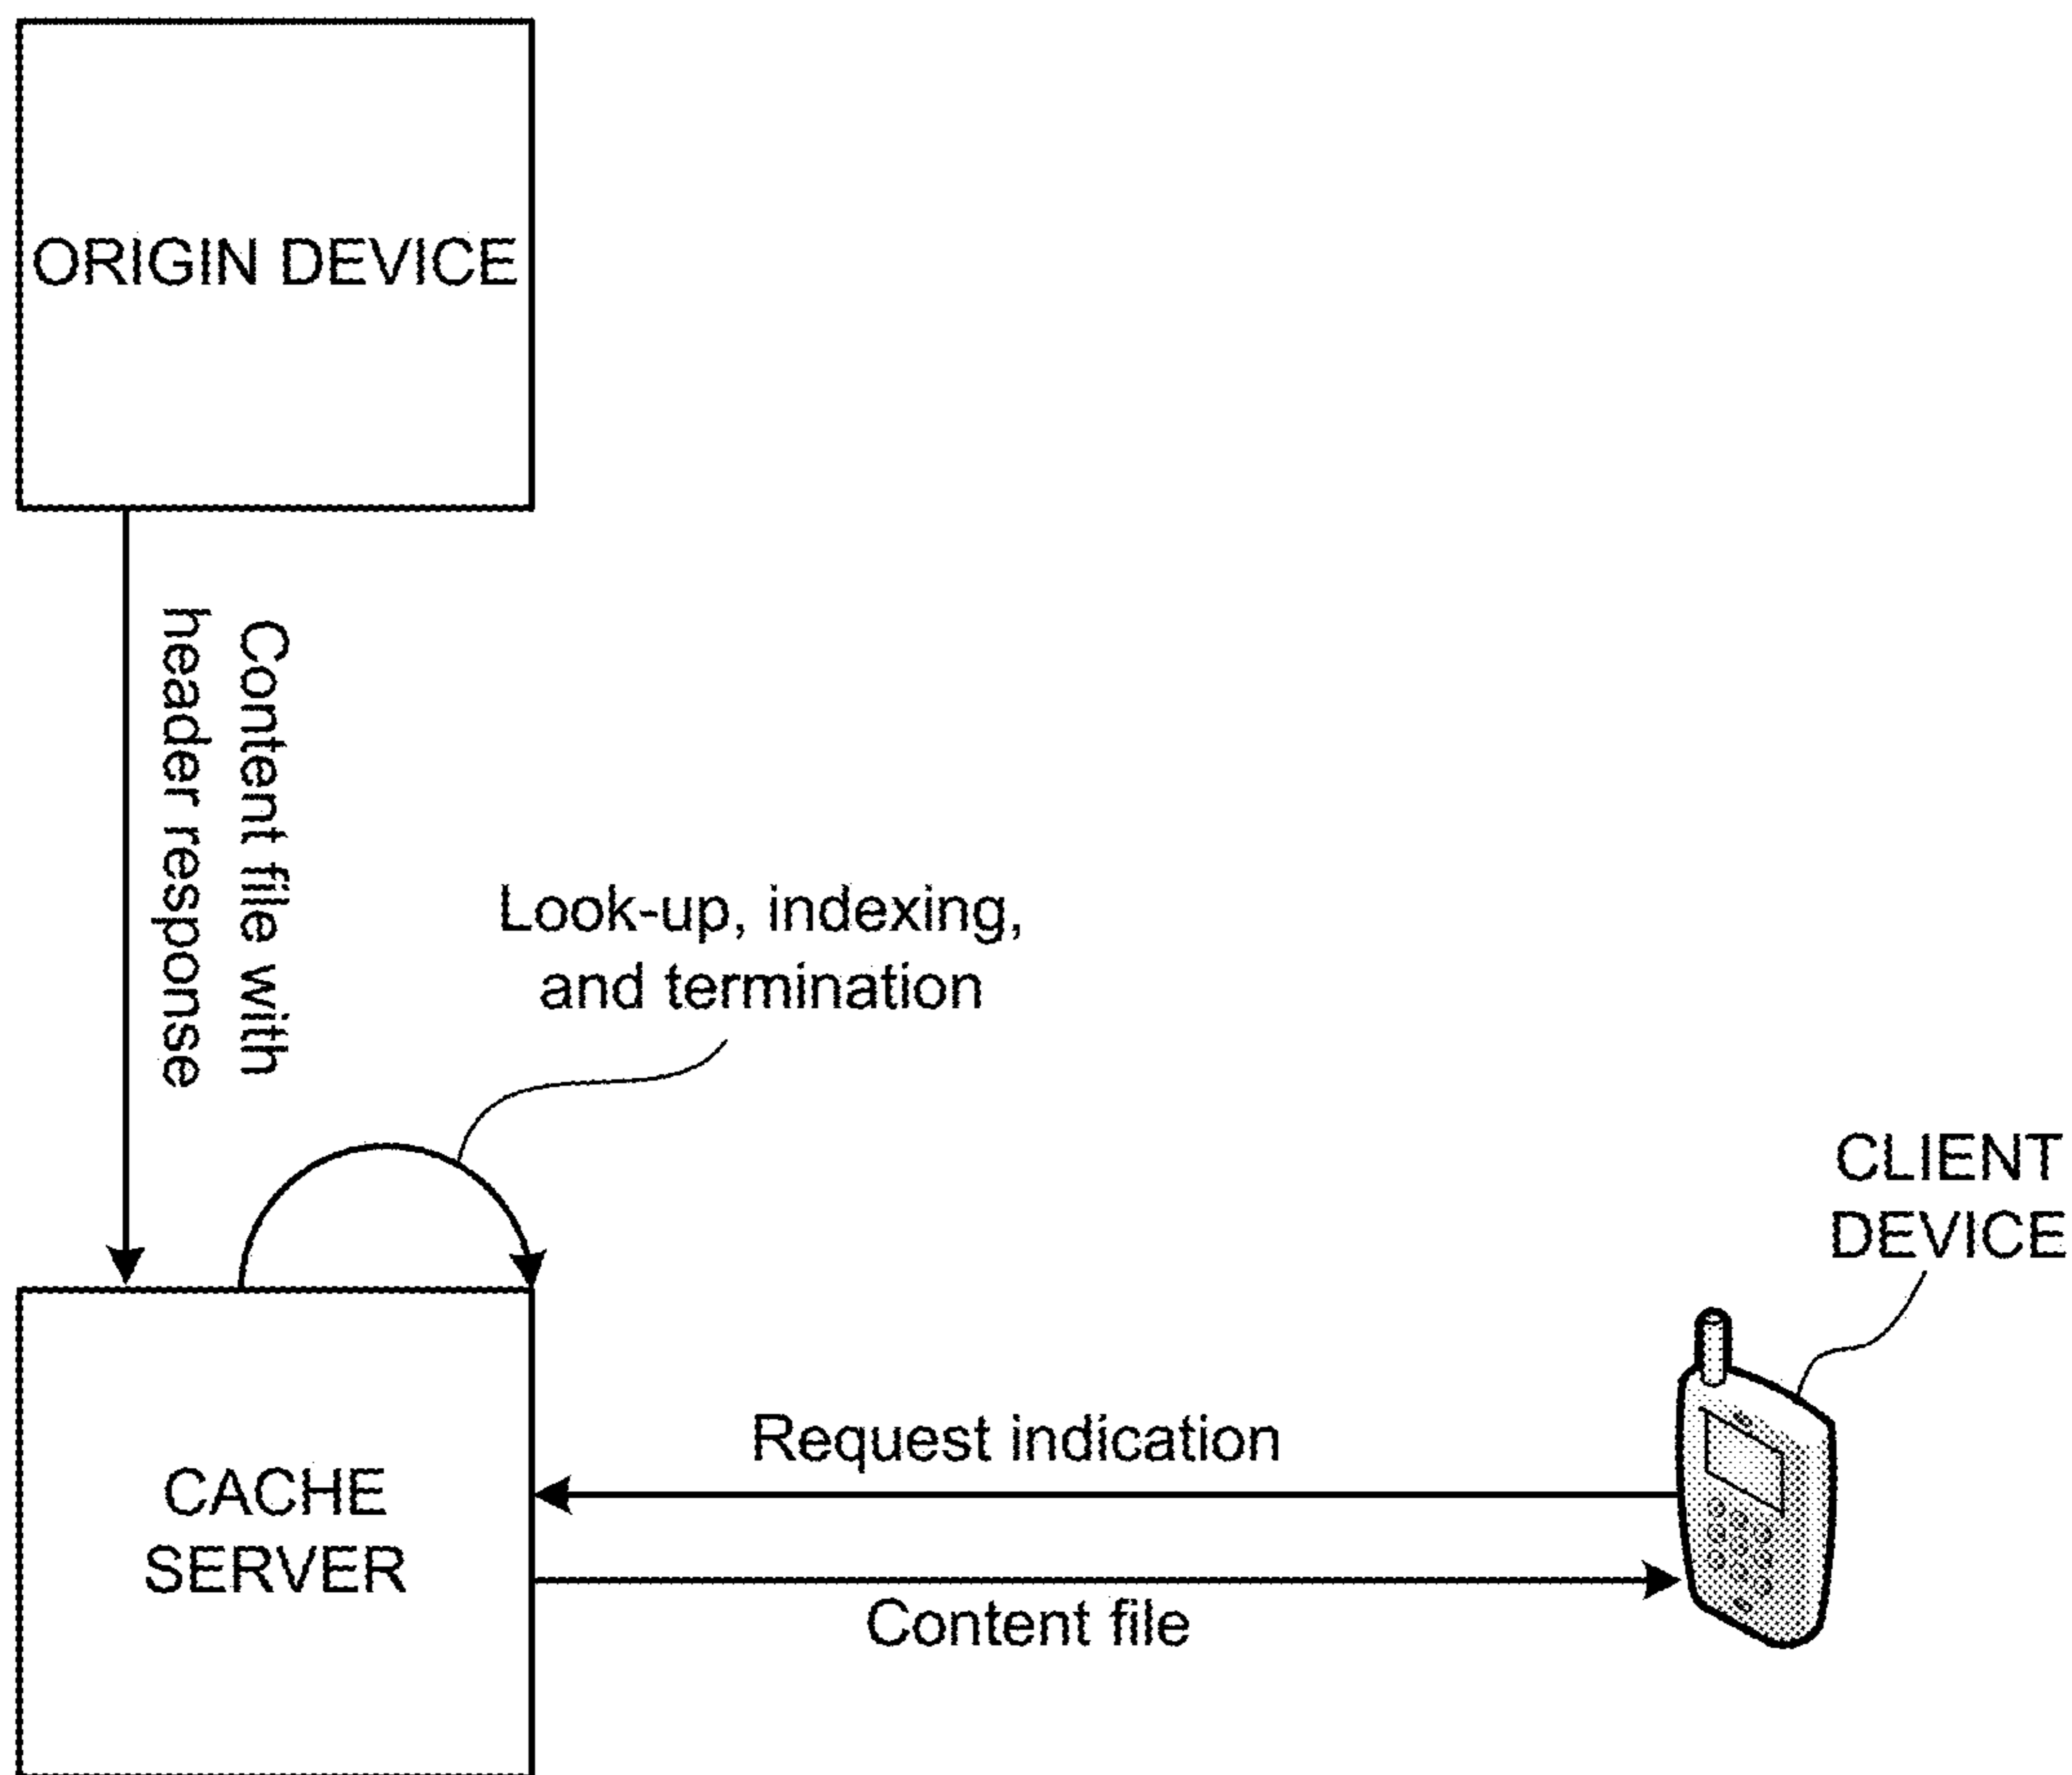 ORIGIN DEVICE
Content file with
header response
Look-up, indexing,
and termination
CLIENT
DEVICE
Request indication
CACHE
SERVER
Content file